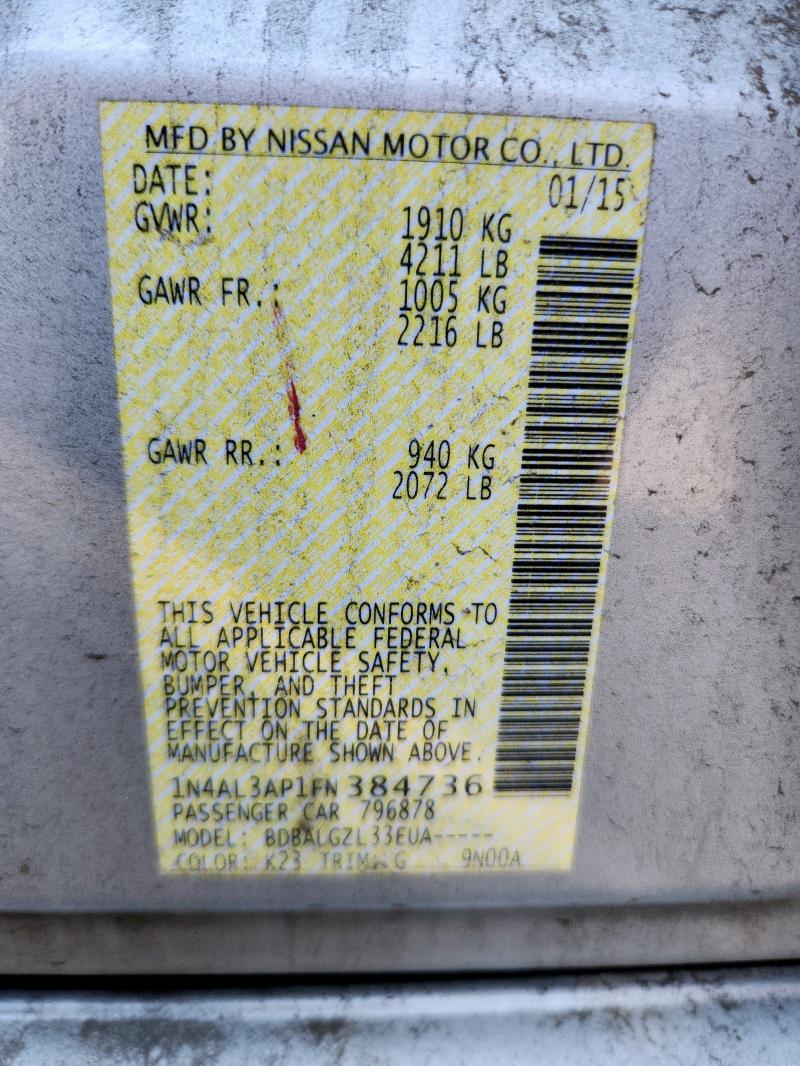 MFD BY NISSAN MOTOR CO., LTD.
DATE: 01/15
GVWR: 1910 KG
4211 LB
GAWR FR.: 1005 KG
2216 LB
GAWR RR.: 940 KG
2072 LB
THIS VEHICLE CONFORMS TO
ALL APPLICABLE FEDERAL
MOTOR VEHICLE SAFETY,
BUMPER, AND THEFT
PREVENTION STANDARDS IN
EFFECT ON THE DATE OF
MANUFACTURE SHOWN ABOVE.
1N4AL3AP1FN384736
PASSENGER CAR 796878
MODEL: BDBALGZL33EUA-----
COLOR: K23 TRIM: G 9N00A